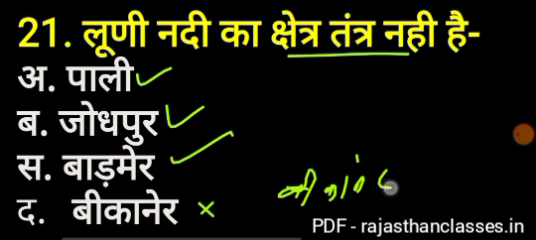 21. लूणी नदी का क्षेत्र तंत्र नही है-
अ. पाली
ब. जोधपुर
स. बाड़मेर
द. बीकानेर
PDF - rajasthanclasses.in